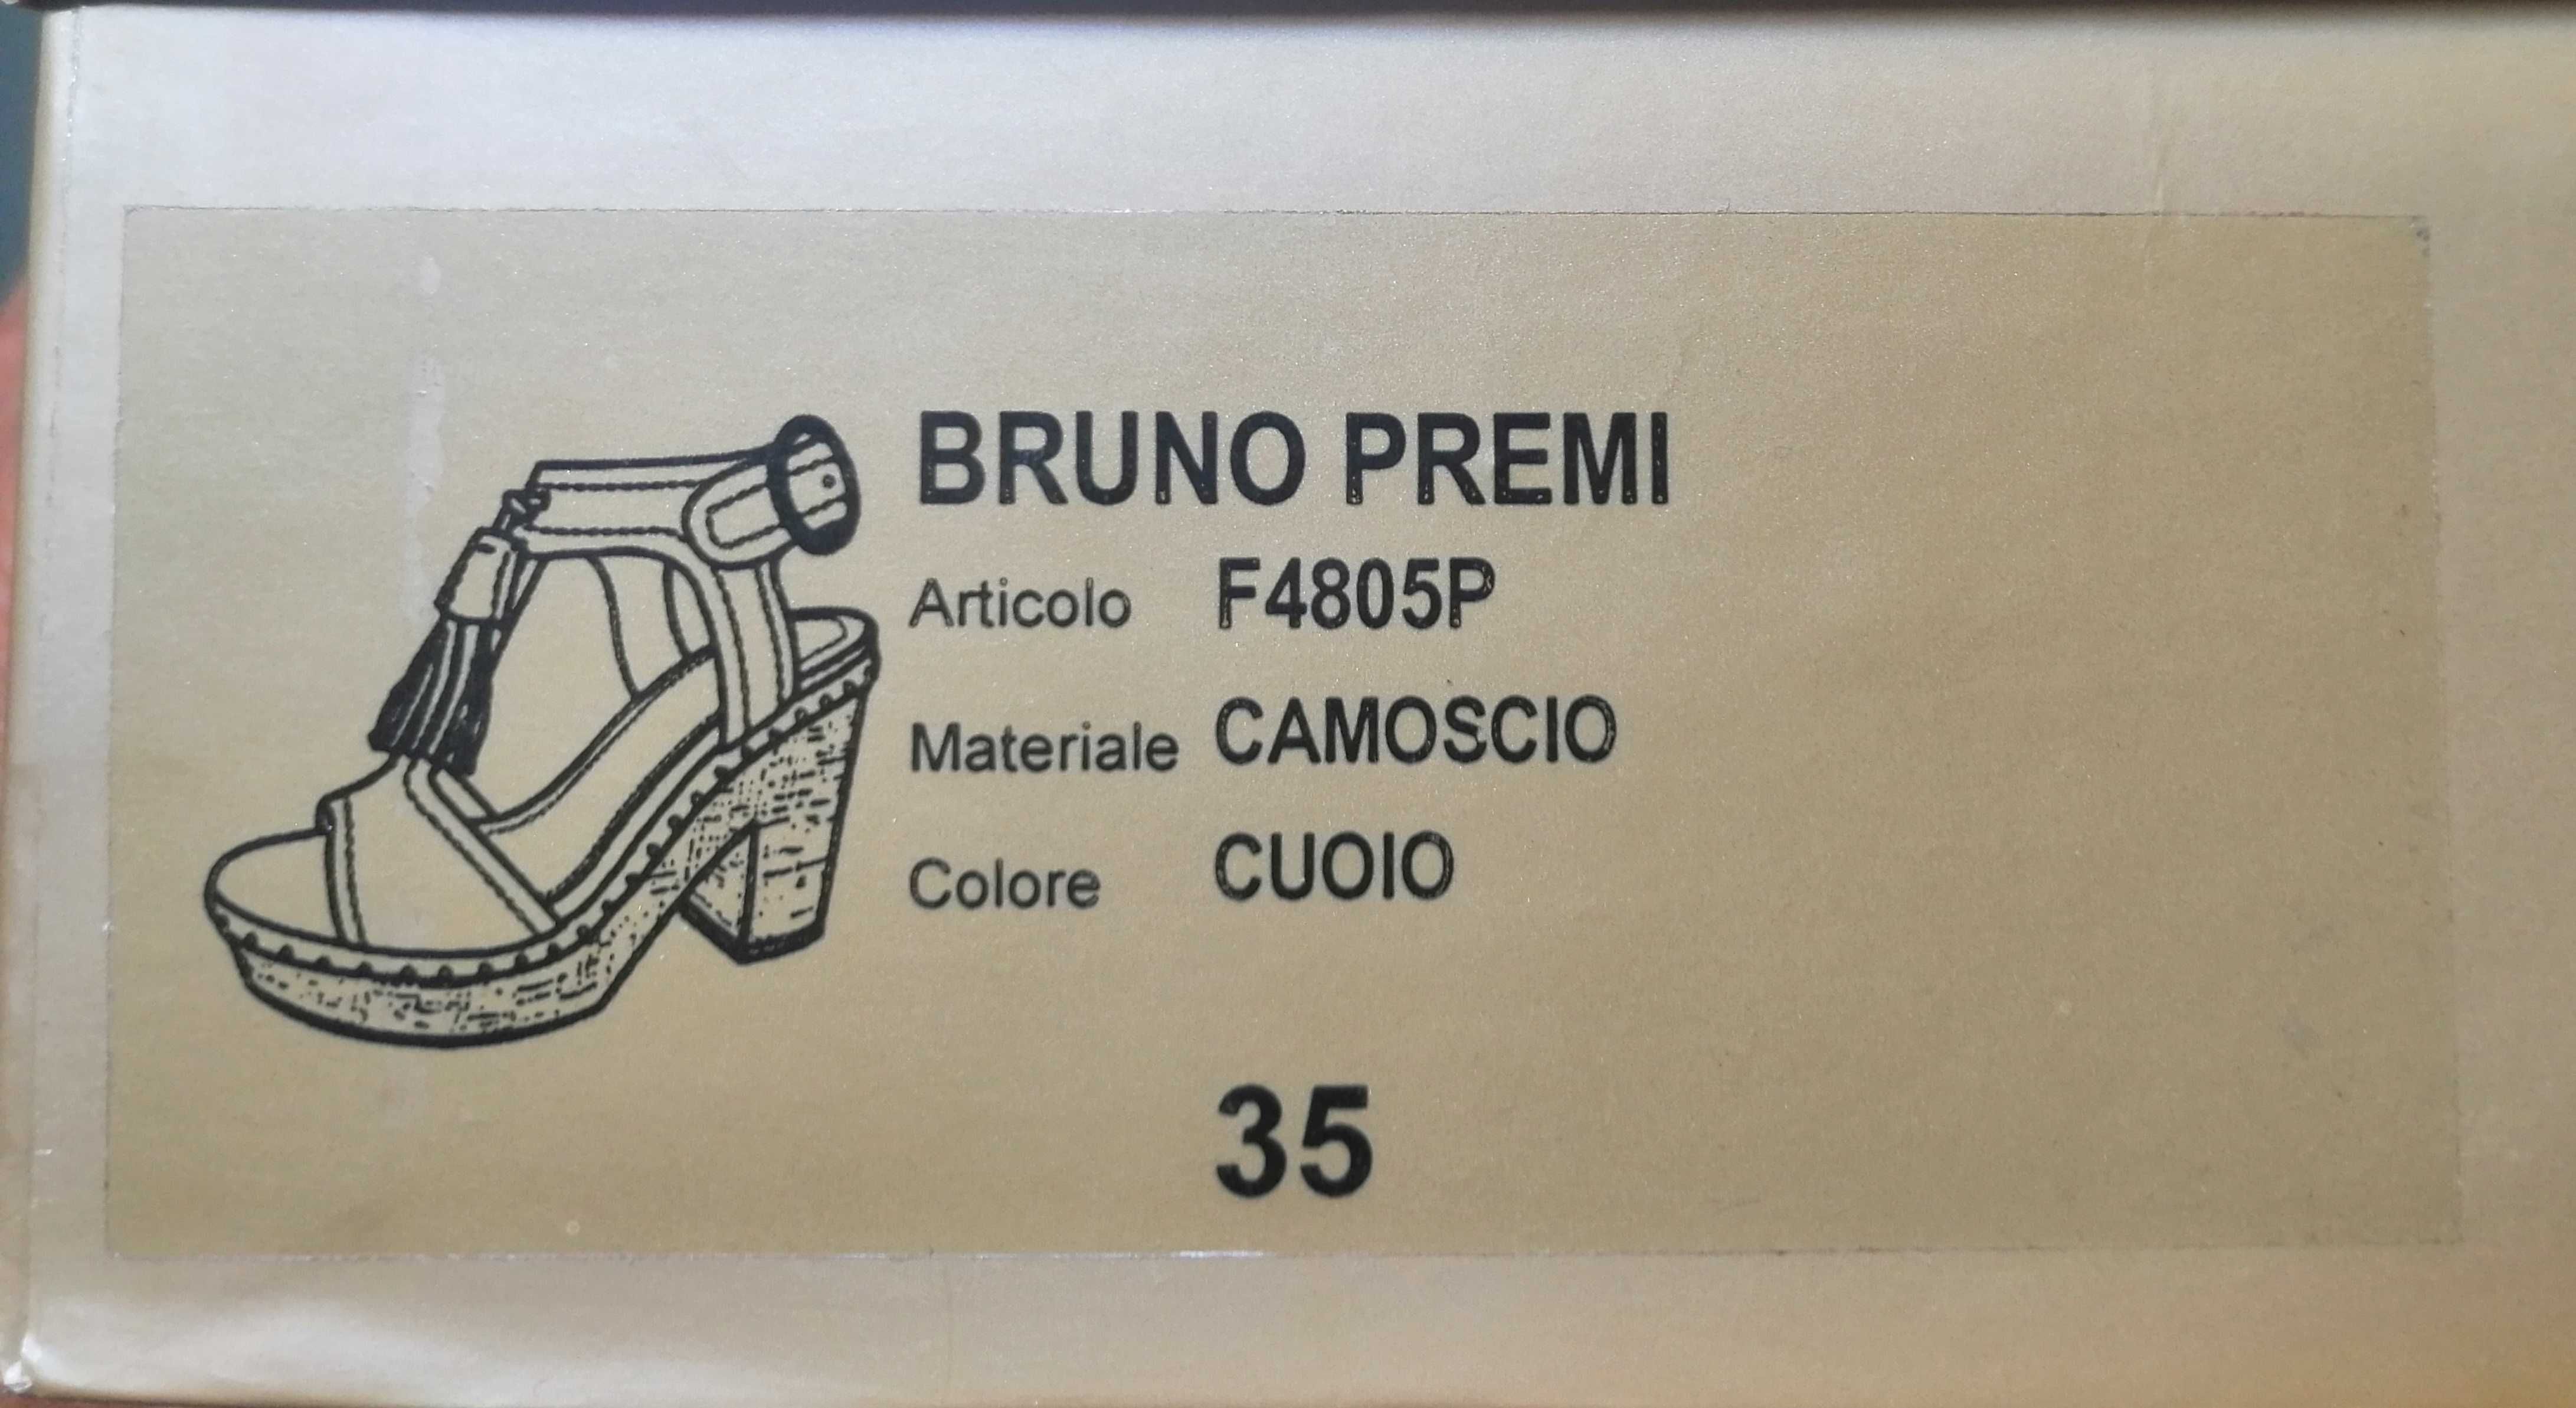 BRUNO PREMI
Articolo F4805P
Materiale CAMOSCIO
Colore CUOIO
35